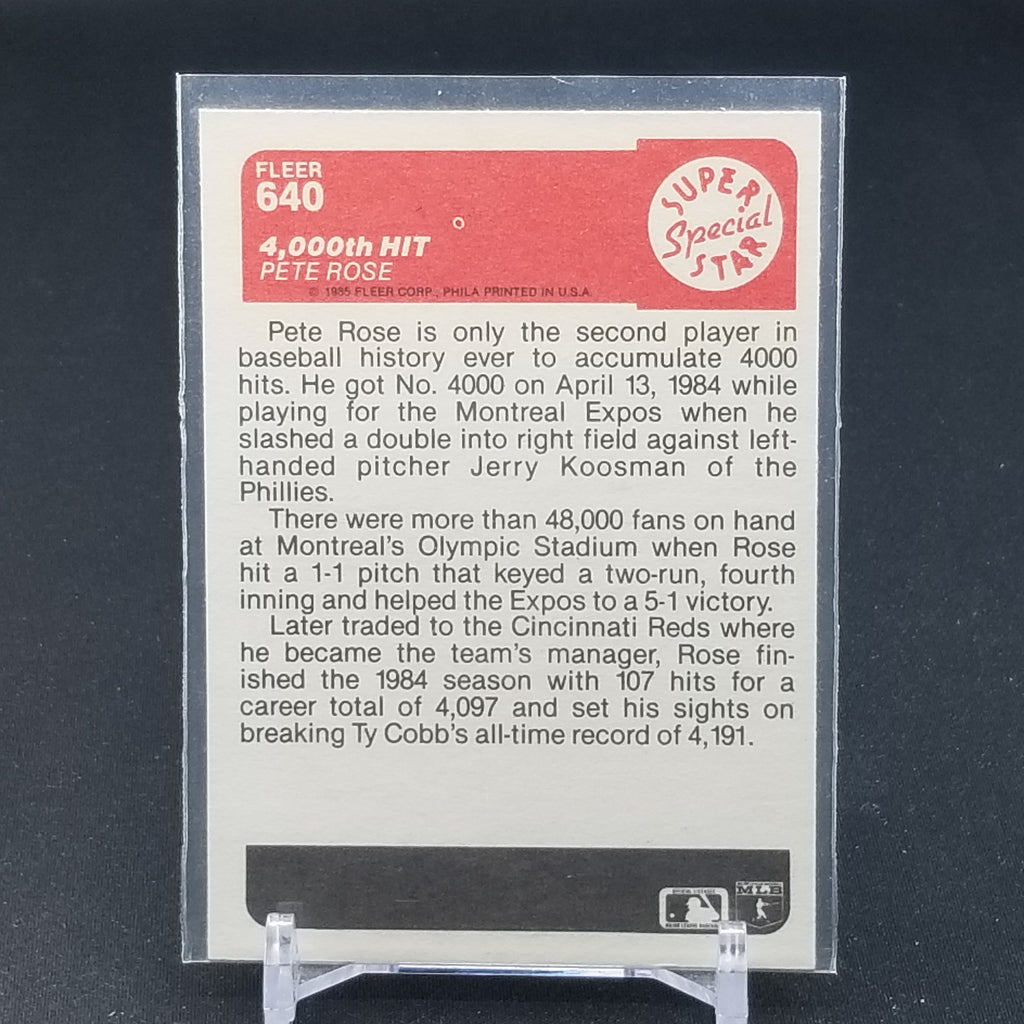 FLEER
640
4,000th HIT
PETE ROSE
© 1985 FLEER CORP., PHILA PRINTED IN U.S.A.
SUPER
Special
STAR
Pete Rose is only the second player in
baseball history ever to accumulate 4000
hits. He got No. 4000 on April 13, 1984 while
playing for the Montreal Expos when he
slashed a double into right field against left-
handed pitcher Jerry Koosman of the
Phillies.
There were more than 48,000 fans on hand
at Montreal's Olympic Stadium when Rose
hit a 1-1 pitch that keyed a two-run, fourth
inning and helped the Expos to a 5-1 victory.
Later traded to the Cincinnati Reds where
he became the team's manager, Rose fin-
ished the 1984 season with 107 hits for a
career total of 4,097 and set his sights on
breaking Ty Cobb's all-time record of 4,191.
MLB